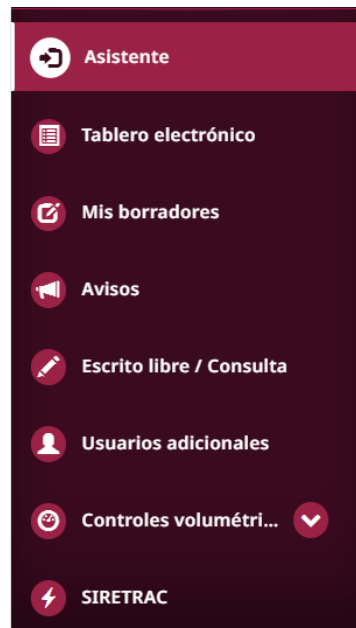 Asistente
Tablero electrónico
Mis borradores
Avisos
Escrito libre / Consulta
Usuarios adicionales
Controles volumétri...
SIRETRAC